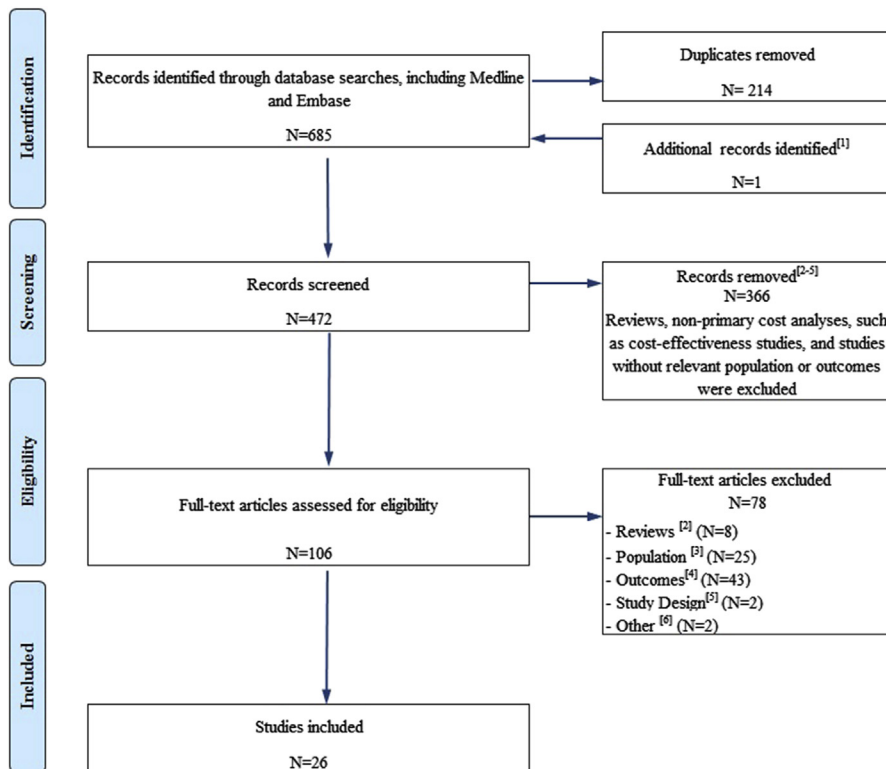 Identification
Records identified through database searches, including Medline
and Embase
N=685
Duplicates removed
N= 214
Additional records identified[1]
N=1
Screening
Records screened
N=472
Records removed[2-5]
N=366
Reviews, non-primary cost analyses, such
as cost-effectiveness studies, and studies
without relevant population or outcomes
were excluded
Eligibility
Full-text articles assessed for eligibility
N=106
Full-text articles excluded
N=78
- Reviews [2] (N=8)
- Population [3] (N=25)
- Outcomes[4] (N=43)
- Study Design[5] (N=2)
- Other [6] (N=2)
Included
Studies included
N=26